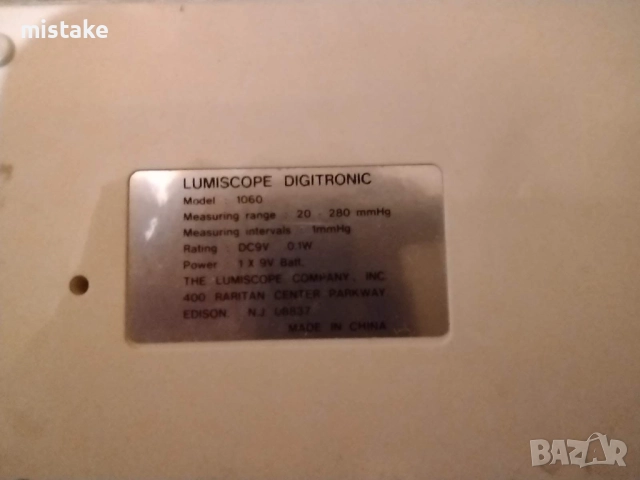 mistake
LUMISCOPE DIGITRONIC
Model : 1060
Measuring range : 20 - 280 mmHg
Measuring intervals : 1mmHg
Rating : DC9V 0.1W
Power : 1 X 9V Batt.
THE LUMISCOPE COMPANY, INC.
400 RARITAN CENTER PARKWAY
EDISON, N.J. 08837
MADE IN CHINA
BAZAR